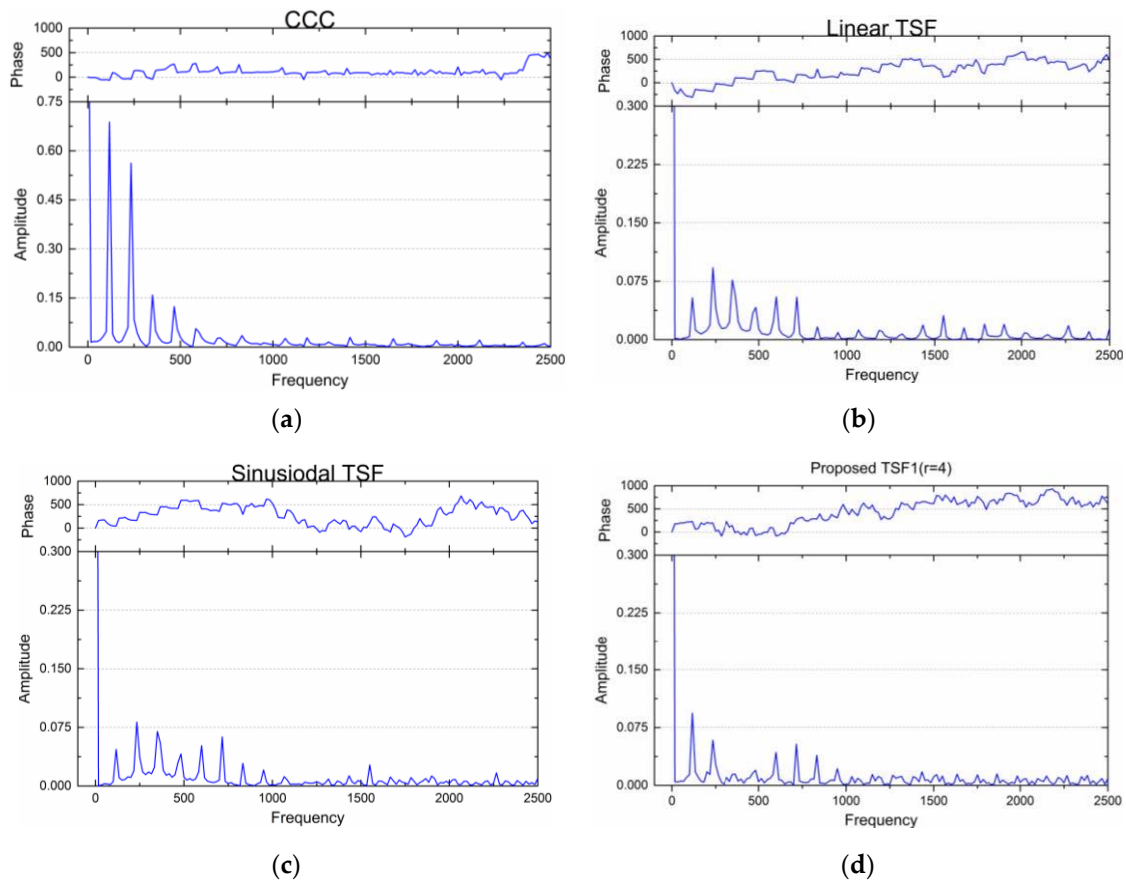 CCC
1000
500
0
Phase
0.75
0.60
0.45
0.30
0.15
0.00
Amplitude
0 500 1000 1500 2000 2500
Frequency
(a)
Linear TSF
1000
500
0
Phase
0.300
0.225
0.150
0.075
0.000
Amplitude
0 500 1000 1500 2000 2500
Frequency
(b)
Sinusiodal TSF
1000
500
0
Phase
0.300
0.225
0.150
0.075
0.000
Amplitude
0 500 1000 1500 2000 2500
Frequency
(c)
Proposed TSF1(r=4)
1000
500
0
Phase
0.300
0.225
0.150
0.075
0.000
Amplitude
0 500 1000 1500 2000 2500
Frequency
(d)